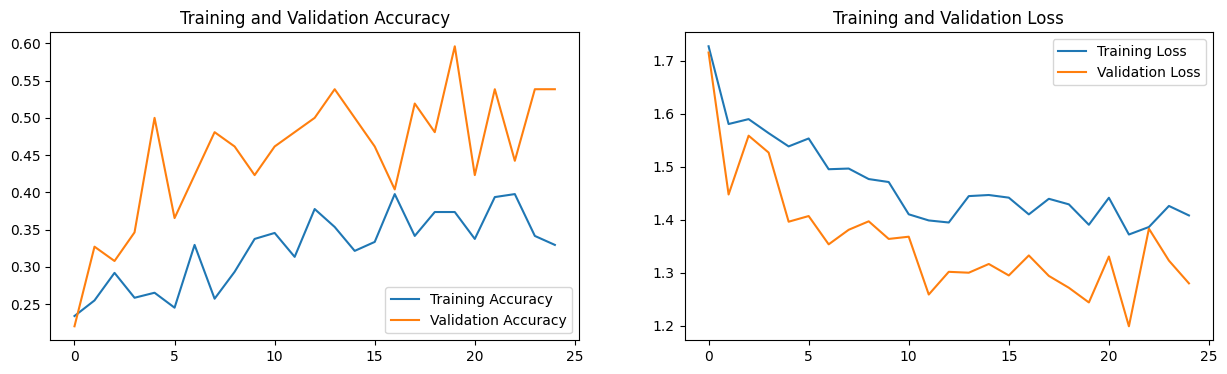 Training and Validation Accuracy
0.60
0.55
0.50
0.45
0.40
0.35
0.30
0.25
Training Accuracy
Validation Accuracy
0 5 10 15 20 25
Training and Validation Loss
1.7
1.6
1.5
1.4
1.3
1.2
Training Loss
Validation Loss
0 5 10 15 20 25